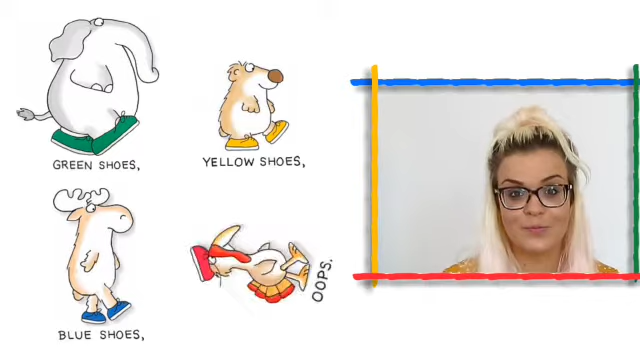 GREEN SHOES,
YELLOW SHOES,
BLUE SHOES,
OOPS.